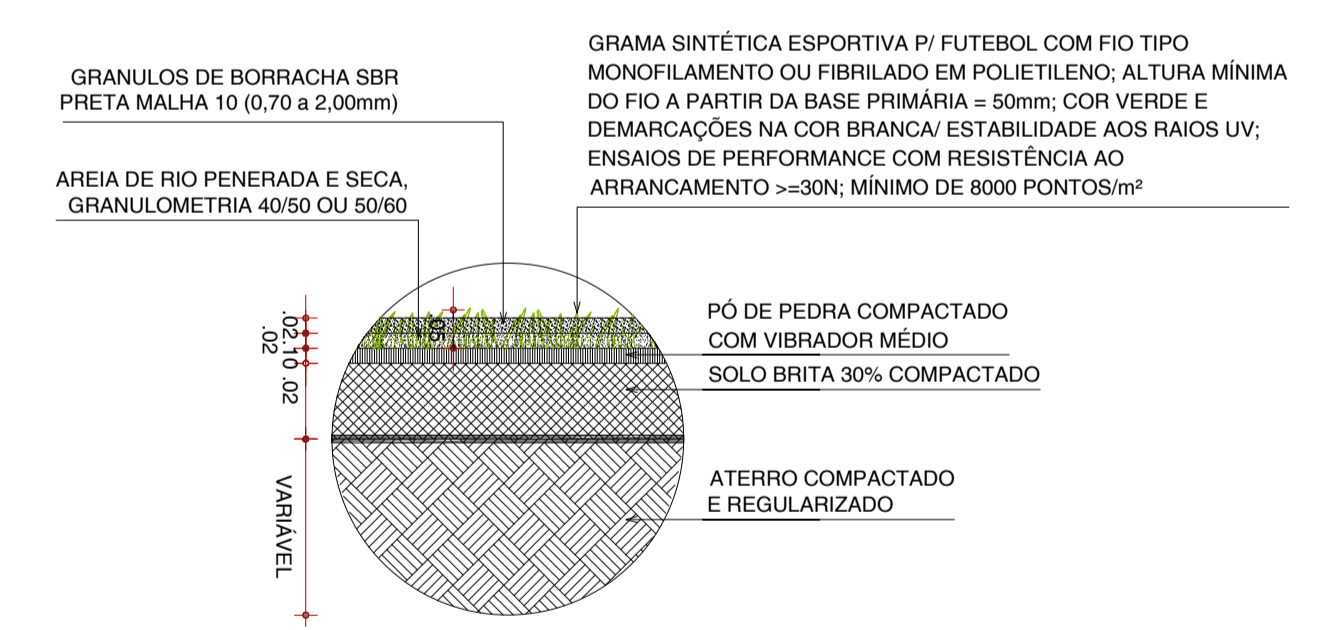 GRANULOS DE BORRACHA SBR
PRETA MALHA 10 (0,70 a 2,00mm)
AREIA DE RIO PENERADA E SECA,
GRANULOMETRIA 40/50 OU 50/60
GRAMA SINTÉTICA ESPORTIVA P/ FUTEBOL COM FIO TIPO
MONOFILAMENTO OU FIBRILADO EM POLIETILENO; ALTURA MÍNIMA
DO FIO A PARTIR DA BASE PRIMÁRIA = 50mm; COR VERDE E
DEMARCAÇÕES NA COR BRANCA/ ESTABILIDADE AOS RAIOS UV;
ENSAIOS DE PERFORMANCE COM RESISTÊNCIA AO
ARRANCAMENTO >=30N; MÍNIMO DE 8000 PONTOS/m²
.02
.02
.10
.02
VARIÁVEL
PÓ DE PEDRA COMPACTADO
COM VIBRADOR MÉDIO
SOLO BRITA 30% COMPACTADO
ATERRO COMPACTADO
E REGULARIZADO